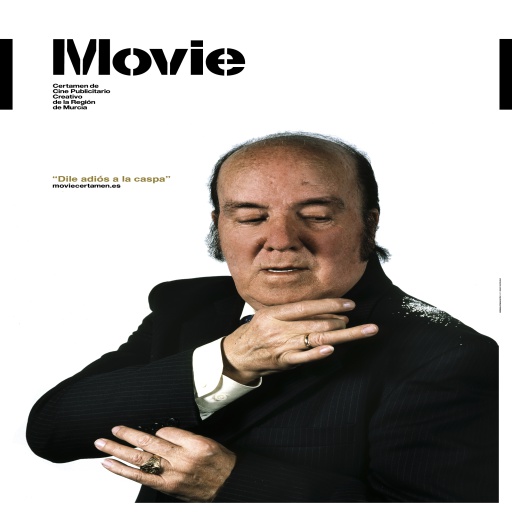 Movie
Certamen de
Cine Publicitario
Creativo
de la Región
de Murcia
“Dile adiós a la caspa”
moviecertamen.es